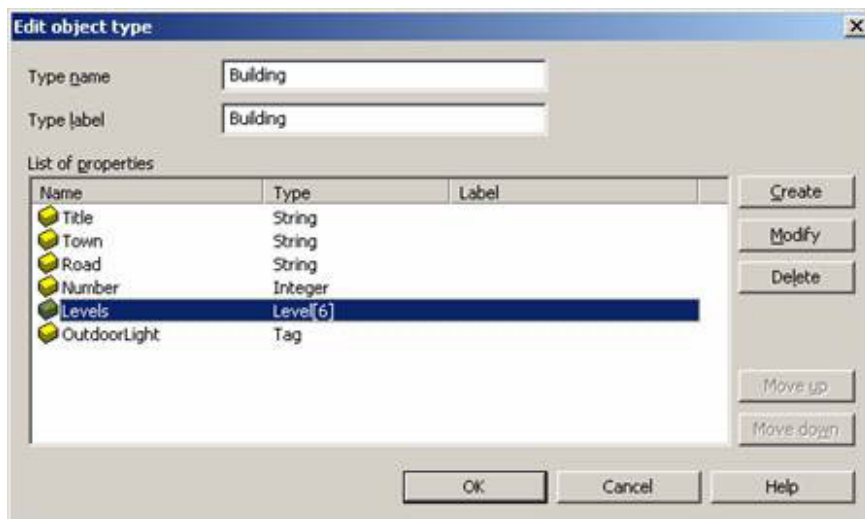 Edit object type
Type name Building
Type label Building
List of properties
Name Type Label
Title String
Town String
Road String
Number Integer
Levels Level[6]
OutdoorLight Tag
Create
Modify
Delete
Move up
Move down
OK Cancel Help